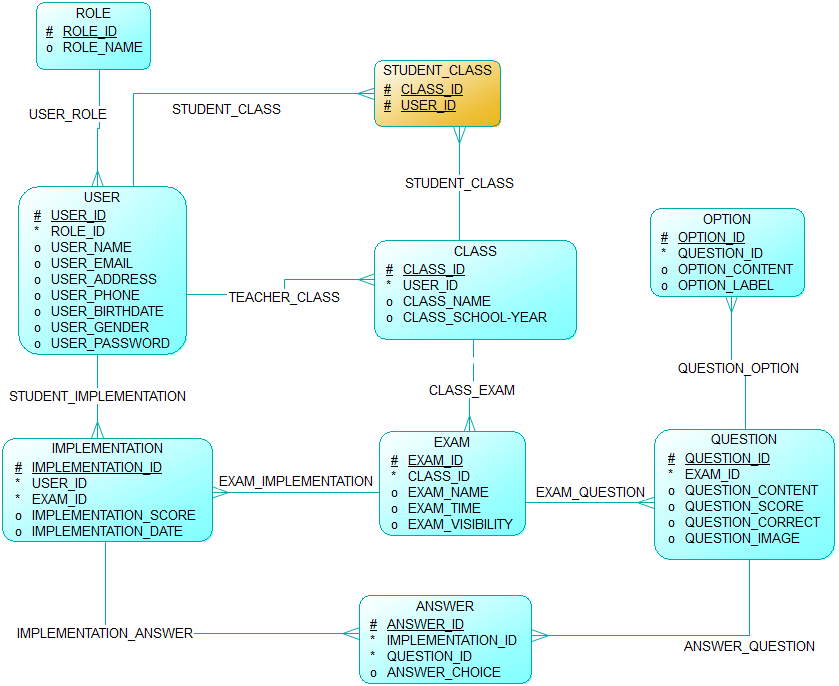 ROLE
# ROLE_ID
o ROLE_NAME
USER_ROLE
STUDENT_CLASS
STUDENT_CLASS
# CLASS_ID
# USER_ID
STUDENT_CLASS
USER
# USER_ID
* ROLE_ID
o USER_NAME
o USER_EMAIL
o USER_ADDRESS
o USER_PHONE
o USER_BIRTHDATE
o USER_GENDER
o USER_PASSWORD
TEACHER_CLASS
CLASS
# CLASS_ID
* USER_ID
o CLASS_NAME
o CLASS_SCHOOL-YEAR
OPTION
# OPTION_ID
* QUESTION_ID
o OPTION_CONTENT
o OPTION_LABEL
QUESTION_OPTION
STUDENT_IMPLEMENTATION
CLASS_EXAM
IMPLEMENTATION
# IMPLEMENTATION_ID
* USER_ID
* EXAM_ID
o IMPLEMENTATION_SCORE
o IMPLEMENTATION_DATE
EXAM_IMPLEMENTATION
EXAM
# EXAM_ID
* CLASS_ID
o EXAM_NAME
o EXAM_TIME
o EXAM_VISIBILITY
EXAM_QUESTION
QUESTION
# QUESTION_ID
* EXAM_ID
o QUESTION_CONTENT
o QUESTION_SCORE
o QUESTION_CORRECT
o QUESTION_IMAGE
IMPLEMENTATION_ANSWER
ANSWER
# ANSWER_ID
* IMPLEMENTATION_ID
* QUESTION_ID
o ANSWER_CHOICE
ANSWER_QUESTION